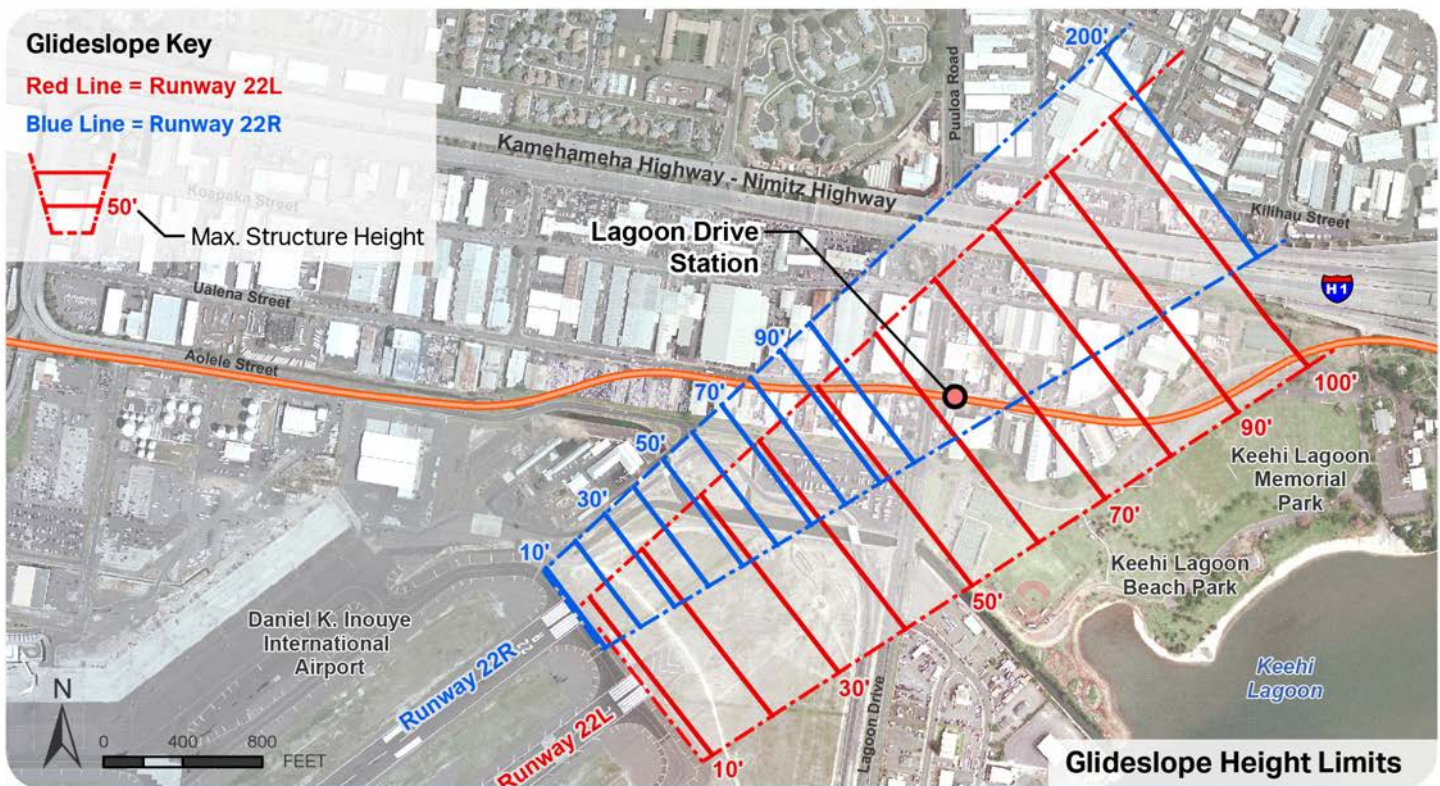 Glideslope Key
Red Line = Runway 22L
Blue Line = Runway 22R
50'
Max. Structure Height
Koapaka Street
Kamehameha Highway - Nimitz Highway
Puuloa Road
200'
Kilihau Street
H1
Lagoon Drive
Station
Ualena Street
Aolele Street
90'
70'
50'
30'
10'
100'
90'
70'
50'
30'
10'
Keehi Lagoon
Memorial
Park
Keehi Lagoon
Beach Park
Keehi
Lagoon
Daniel K. Inouye
International
Airport
Runway 22R
Runway 22L
Lagoon Drive
N
0 400 800
FEET
Glideslope Height Limits